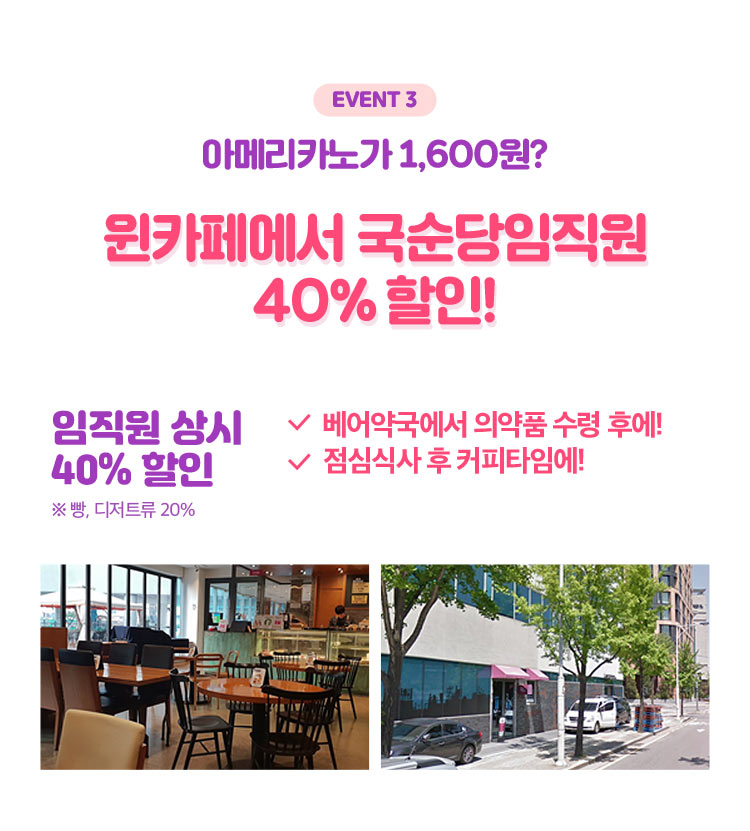 EVENT 3
아메리카노가 1,600원?
윈카페에서 국순당임직원
40% 할인!
임직원 상시
40% 할인
※ 빵, 디저트류 20%
베어약국에서 의약품 수령 후에!
점심식사 후 커피타임에!